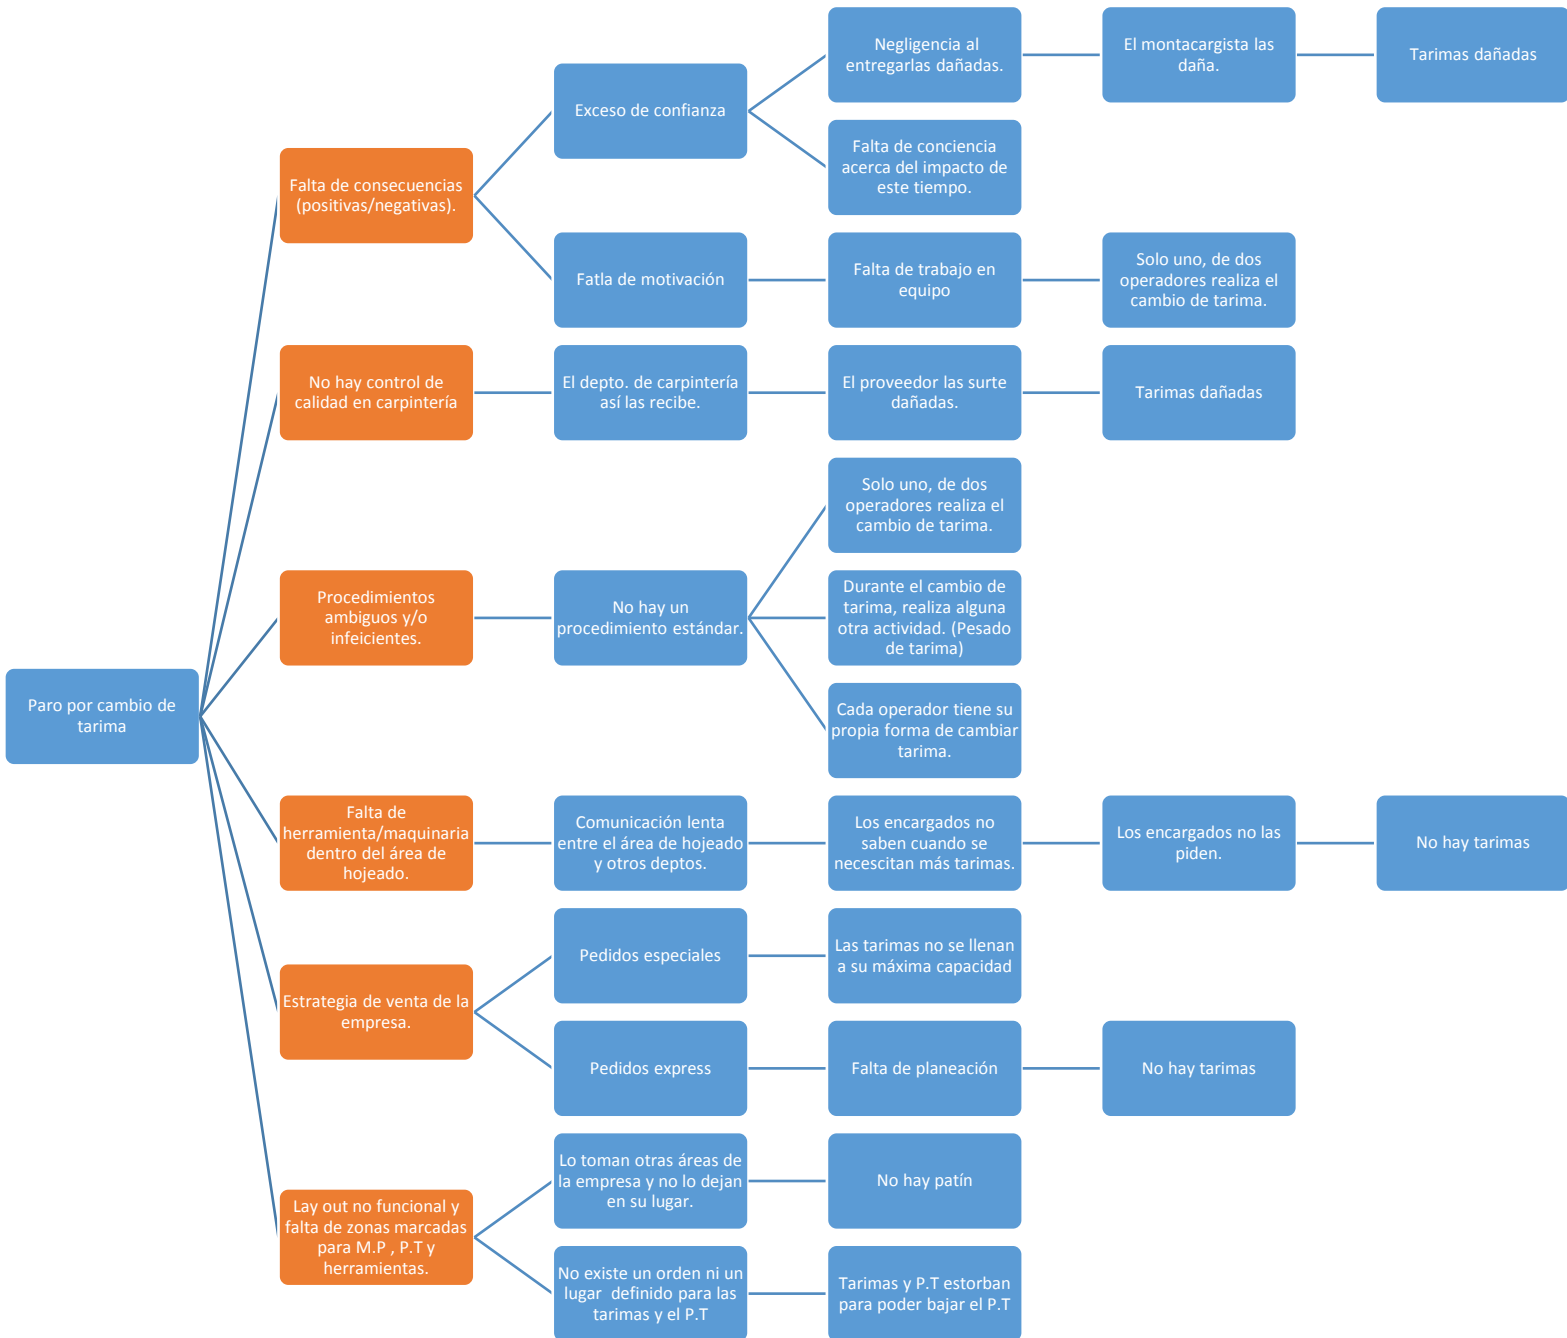 Paro por cambio de
tarima
Falta de consecuencias
(positivas/negativas).
Exceso de confianza
Negligencia al
entregarlas dañadas.
El montacargista las
daña.
Tarimas dañadas
Falta de conciencia
acerca del impacto de
este tiempo.
Fatla de motivación
Falta de trabajo en
equipo
Solo uno, de dos
operadores realiza el
cambio de tarima.
No hay control de
calidad en carpintería
El depto. de carpintería
así las recibe.
El proveedor las surte
dañadas.
Tarimas dañadas
Procedimientos
ambiguos y/o
infeicientes.
No hay un
procedimiento estándar.
Solo uno, de dos
operadores realiza el
cambio de tarima.
Durante el cambio de
tarima, realiza alguna
otra actividad. (Pesado
de tarima)
Cada operador tiene su
propia forma de cambiar
tarima.
Falta de
herramienta/maquinaria
dentro del área de
hojeado.
Comunicación lenta
entre el área de hojeado
y otros deptos.
Los encargados no
saben cuando se
necescitan más tarimas.
Los encargados no las
piden.
No hay tarimas
Estrategia de venta de la
empresa.
Pedidos especiales
Las tarimas no se llenan
a su máxima capacidad
Pedidos express
Falta de planeación
No hay tarimas
Lay out no funcional y
falta de zonas marcadas
para M.P , P.T y
herramientas.
Lo toman otras áreas de
la empresa y no lo dejan
en su lugar.
No hay patín
No existe un orden ni un
lugar definido para las
tarimas y el P.T
Tarimas y P.T estorban
para poder bajar el P.T